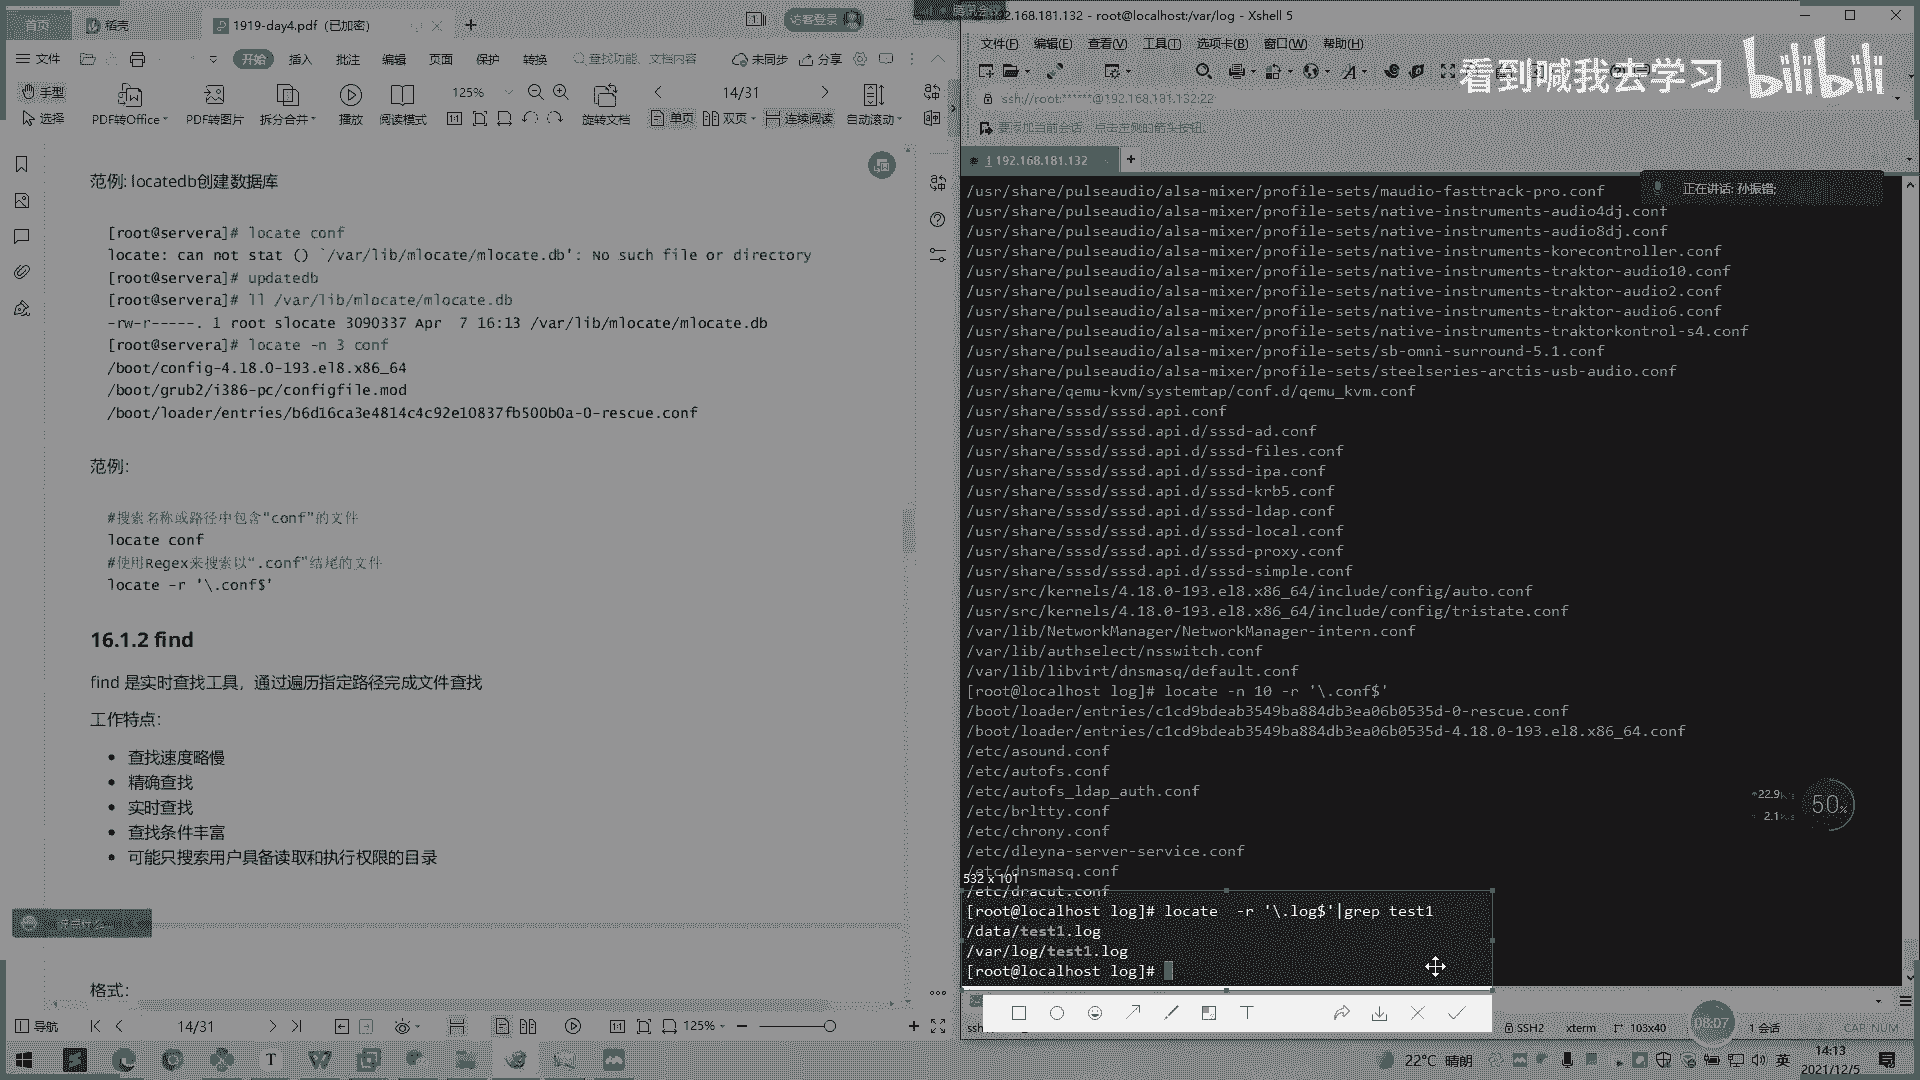 首页
稻壳
1919-day4.pdf (已加密)
访客登录
文件
开始
插入
批注
编辑
页面
保护
转换
查找功能、文档内容
未同步
分享
手型
选择
PDF转Office
PDF转图片
拆分合并
播放
阅读模式
125%
14/31
旋转文档
单页
双页
连续阅读
自动滚动
范例: locatedb创建数据库
[root@servera]# locate conf
locate: can not stat () `/var/lib/mlocate/mlocate.db': No such file or directory
[root@servera]# updatedb
[root@servera]# ll /var/lib/mlocate/mlocate.db
-rw-r-----. 1 root slocate 3090337 Apr  7 16:13 /var/lib/mlocate/mlocate.db
[root@servera]# locate -n 3 conf
/boot/config-4.18.0-193.el8.x86_64
/boot/grub2/i386-pc/configfile.mod
/boot/loader/entries/b6d16ca3e4814c4c92e10837fb500b0a-0-rescue.conf
范例:
#搜索名称或路径中包含"conf"的文件
locate conf
#使用Regex来搜索以".conf"结尾的文件
locate -r '\.conf$'
16.1.2 find
find 是实时查找工具，通过遍历指定路径完成文件查找
工作特点:
• 查找速度略慢
• 精确查找
• 实时查找
• 查找条件丰富
• 可能只搜索用户具备读取和执行权限的目录
格式:
导航
14/31
125%
192.168.181.132 - root@localhost:/var/log - Xshell 5
文件(F) 编辑(E) 查看(V) 工具(T) 选项卡(B) 窗口(W) 帮助(H)
看到喊我去学习 bilibili
ssh://root:******@192.168.181.132:22
要添加当前会话，点击左侧的箭头按钮。
1 192.168.181.132
正在讲话: 孙振锴;
/usr/share/pulseaudio/alsa-mixer/profile-sets/maudio-fasttrack-pro.conf
/usr/share/pulseaudio/alsa-mixer/profile-sets/native-instruments-audio4dj.conf
/usr/share/pulseaudio/alsa-mixer/profile-sets/native-instruments-audio8dj.conf
/usr/share/pulseaudio/alsa-mixer/profile-sets/native-instruments-korecontroller.conf
/usr/share/pulseaudio/alsa-mixer/profile-sets/native-instruments-traktor-audio10.conf
/usr/share/pulseaudio/alsa-mixer/profile-sets/native-instruments-traktor-audio2.conf
/usr/share/pulseaudio/alsa-mixer/profile-sets/native-instruments-traktor-audio6.conf
/usr/share/pulseaudio/alsa-mixer/profile-sets/native-instruments-traktorkontrol-s4.conf
/usr/share/pulseaudio/alsa-mixer/profile-sets/sb-omni-surround-5.1.conf
/usr/share/pulseaudio/alsa-mixer/profile-sets/steelseries-arctis-usb-audio.conf
/usr/share/qemu-kvm/systemtap/conf.d/qemu_kvm.conf
/usr/share/sssd/sssd.api.conf
/usr/share/sssd/sssd.api.d/sssd-ad.conf
/usr/share/sssd/sssd.api.d/sssd-files.conf
/usr/share/sssd/sssd.api.d/sssd-ipa.conf
/usr/share/sssd/sssd.api.d/sssd-krb5.conf
/usr/share/sssd/sssd.api.d/sssd-ldap.conf
/usr/share/sssd/sssd.api.d/sssd-local.conf
/usr/share/sssd/sssd.api.d/sssd-proxy.conf
/usr/share/sssd/sssd.api.d/sssd-simple.conf
/usr/src/kernels/4.18.0-193.el8.x86_64/include/config/auto.conf
/usr/src/kernels/4.18.0-193.el8.x86_64/include/config/tristate.conf
/var/lib/NetworkManager/NetworkManager-intern.conf
/var/lib/authselect/nsswitch.conf
/var/lib/libvirt/dnsmasq/default.conf
[root@localhost log]# locate -n 10 -r '\.conf$'
/boot/loader/entries/c1cd9bdeab3549ba884db3ea06b0535d-0-rescue.conf
/boot/loader/entries/c1cd9bdeab3549ba884db3ea06b0535d-4.18.0-193.el8.x86_64.conf
/etc/asound.conf
/etc/autofs.conf
/etc/autofs_ldap_auth.conf
/etc/brltty.conf
/etc/chrony.conf
/etc/dleyna-server-service.conf
/etc/dnsmasq.conf
532 x 101
/etc/dracut.conf
[root@localhost log]# locate  -r '\.log$'|grep test1
/data/test1.log
/var/log/test1.log
[root@localhost log]#
22.9
2.1
50%
SSH2
xterm
103x40
08:07
1 会话
CAP NUM
22°C 晴朗
英
14:13
2021/12/5